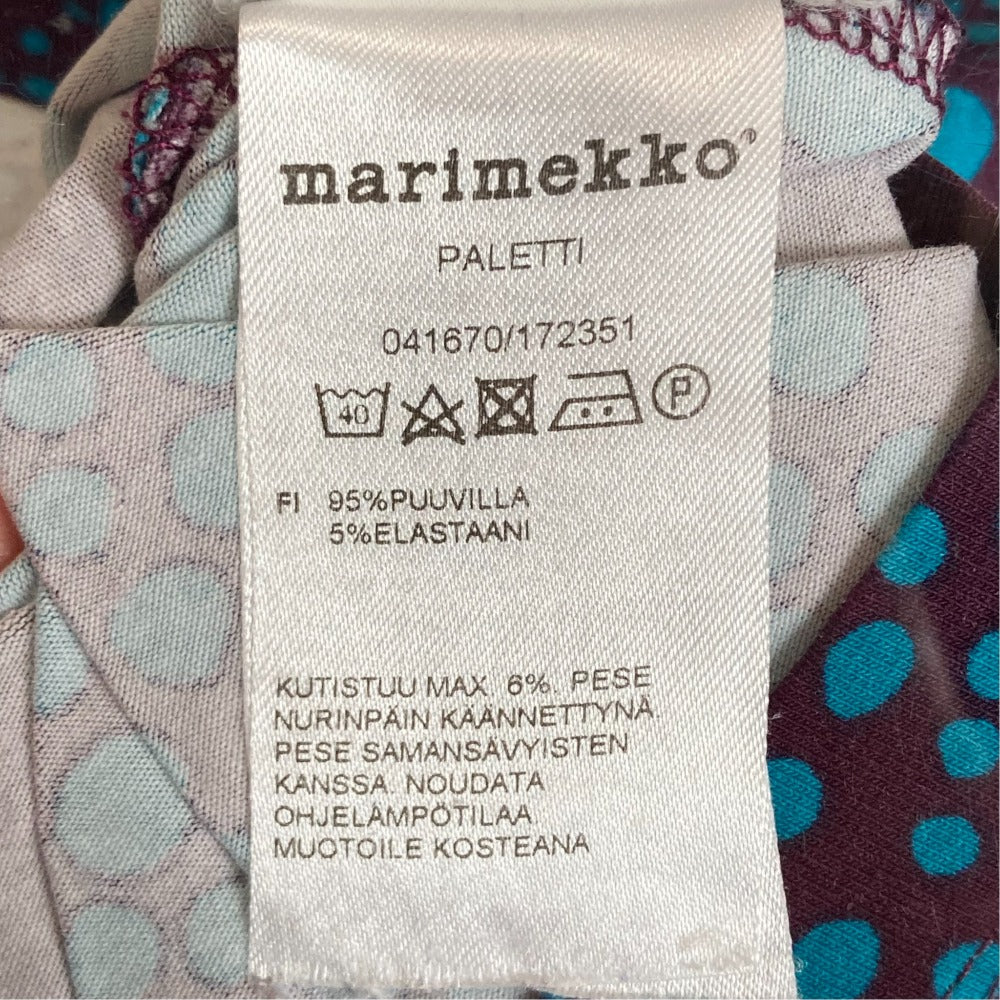 marimekko®
PALETTI
041670/172351
40 P
FI 95%PUUVILLA
5%ELASTAANI
KUTISTUU MAX. 6%. PESE
NURINPÄIN KÄÄNNETTYNÄ.
PESE SAMANSÄVYISTEN
KANSSA. NOUDATA
OHJELÄMPÖTILAA
MUOTOILE KOSTEANA